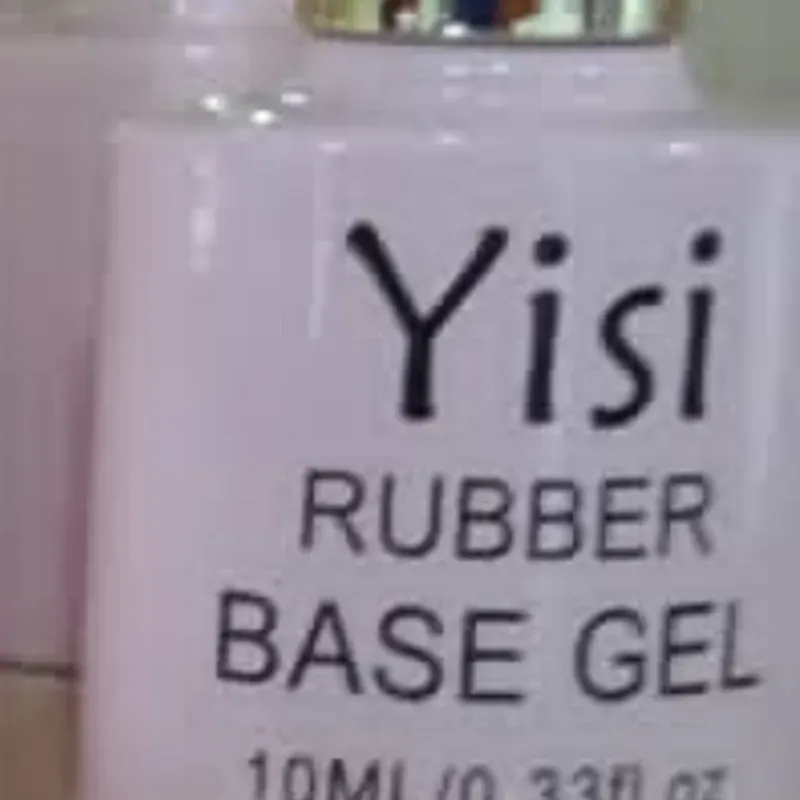 Yisi
RUBBER
BASE GEL
10ML/0.33fl.oz